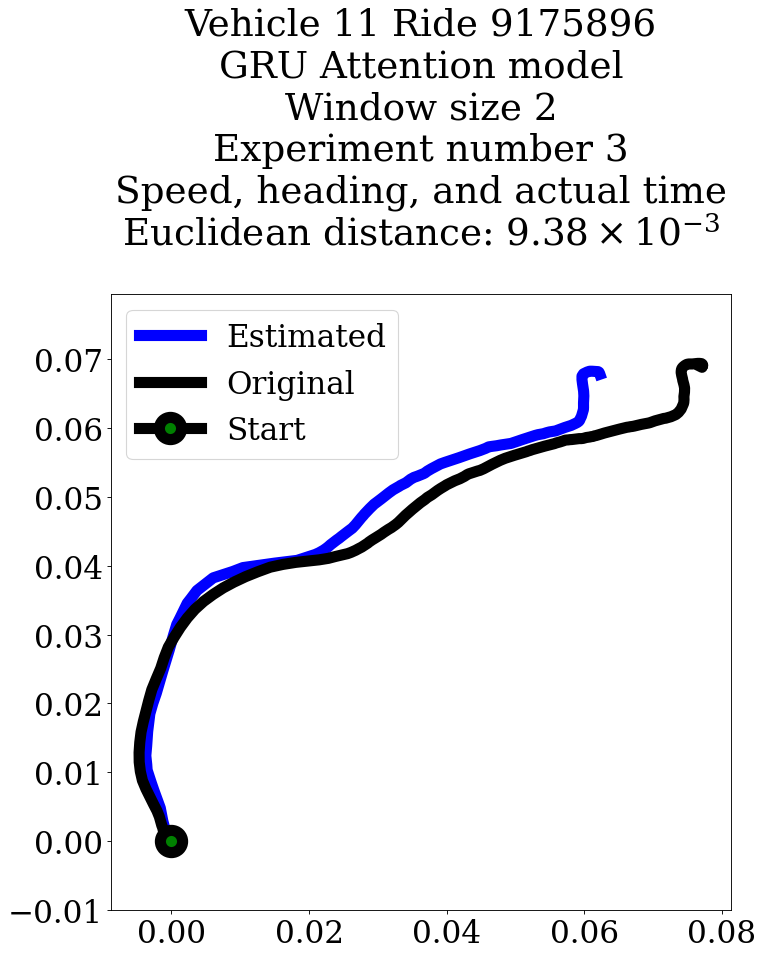 Vehicle 11 Ride 9175896
GRU Attention model
Window size 2
Experiment number 3
Speed, heading, and actual time
Euclidean distance: 9.38 × 10⁻³
Estimated
Original
Start
0.07
0.06
0.05
0.04
0.03
0.02
0.01
0.00
−0.01
0.00 0.02 0.04 0.06 0.08